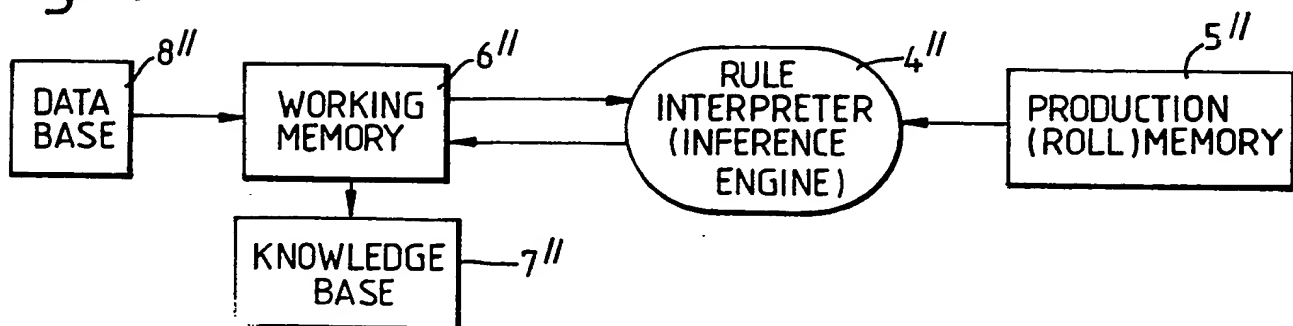 8"
DATA
BASE
6"
WORKING
MEMORY
4"
RULE
INTERPRETER
(INFERENCE
ENGINE)
5"
PRODUCTION
(ROLL)MEMORY
KNOWLEDGE
BASE
7"